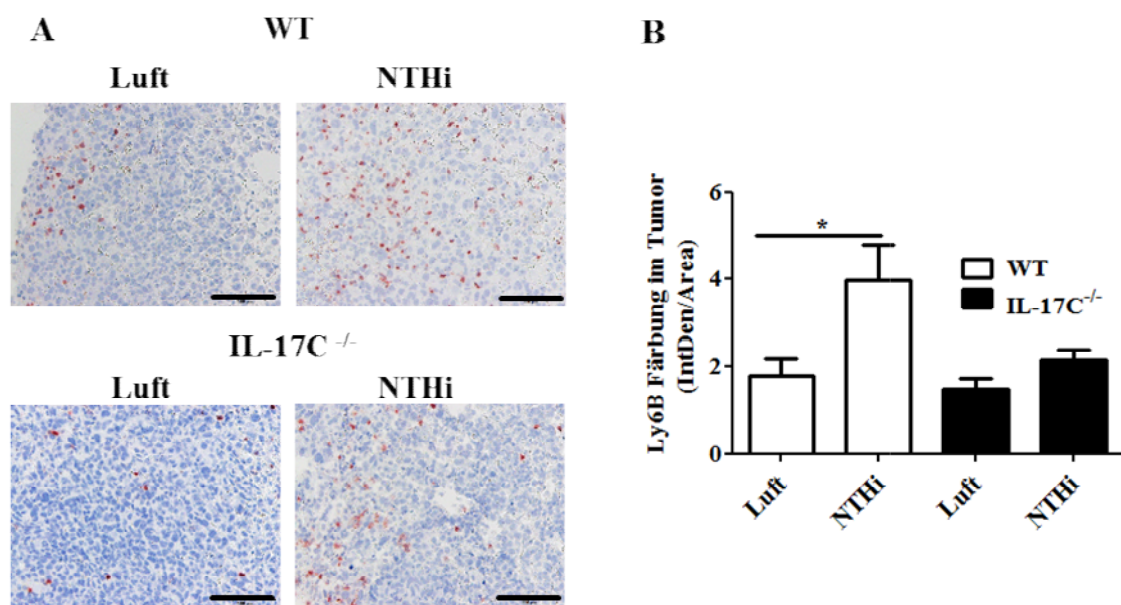 A
WT
Luft
NTHi
IL-17C -/-
Luft
NTHi
B
Ly6B Färbung im Tumor
(IntDen/Area)
6
4
2
0
*
WT
IL-17C-/-
Luft
NTHi
Luft
NTHi